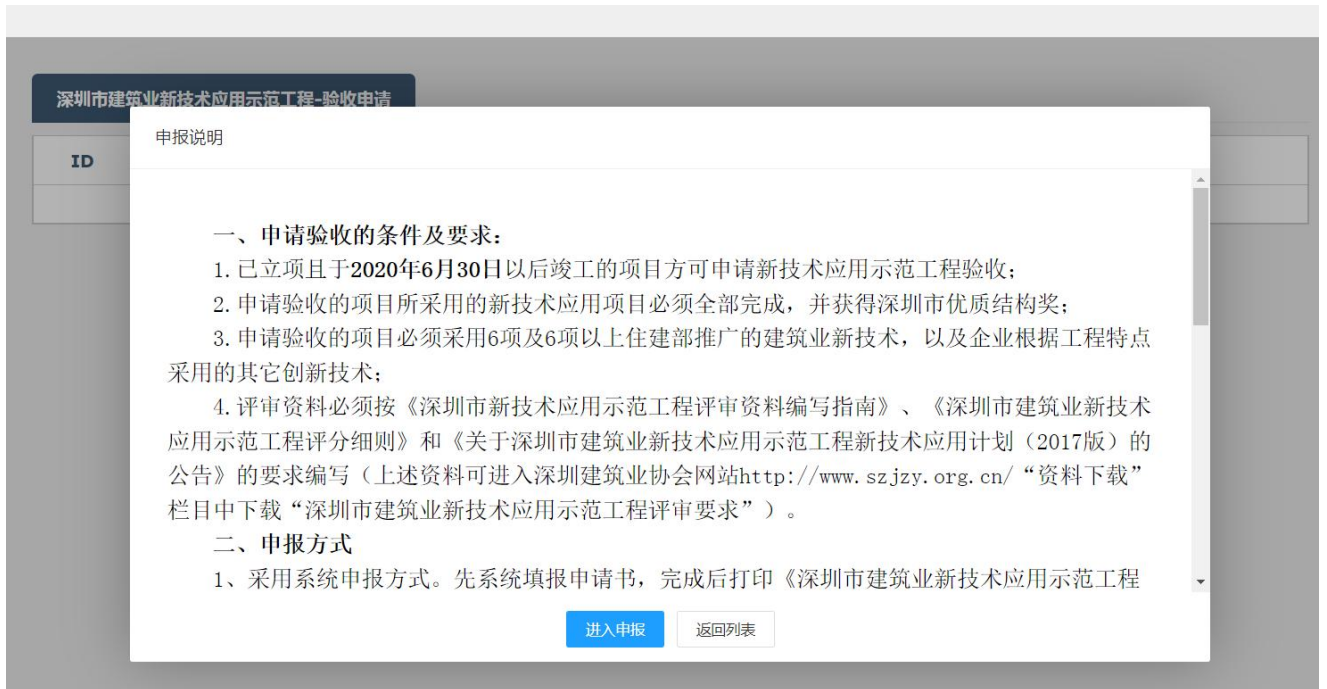 深圳市建筑业新技术应用示范工程-验收申请
申报说明
ID
一、申请验收的条件及要求：
1.已立项且于2020年6月30日以后竣工的项目方可申请新技术应用示范工程验收；
2.申请验收的项目所采用的新技术应用项目必须全部完成，并获得深圳市优质结构奖；
3.申请验收的项目必须采用6项及6项以上住建部推广的建筑业新技术，以及企业根据工程特点
采用的其它创新技术；
4.评审资料必须按《深圳市新技术应用示范工程评审资料编写指南》、《深圳市建筑业新技术
应用示范工程评分细则》和《关于深圳市建筑业新技术应用示范工程新技术应用计划（2017版）的
公告》的要求编写（上述资料可进入深圳建筑业协会网站http://www.szjzy.org.cn/“资料下载”
栏目中下载“深圳市建筑业新技术应用示范工程评审要求”）。
二、申报方式
1、采用系统申报方式。先系统填报申请书，完成后打印《深圳市建筑业新技术应用示范工程
进入申报
返回列表